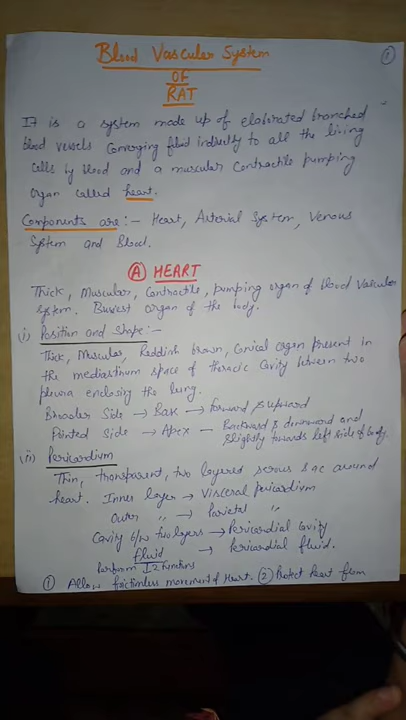 ①
Blood Vascular System
OF
RAT
It is a system made up of elaborated branched
blood vessels Conveging fluid indirectly to all the living
cells by blood and a muscular Contractile pumping
organ called heart.
Components are :- Heart, Arterial System, Venous
System and Blood.
Ⓐ HEART
Thick, Muscular, Contractile, pumping organ of blood Vascular
system. Busiest organ of the body.
(i) Position and Shape :-
Thick, Muscular, Reddish brown, Conical organ present in
the mediastinum space of thoracic Cavity between two
pleura enclosing the lung.
Broader Side → Base → forward & upward
Pointed Side → Apex – Backward & downward and
Slightly towards left side of body.
(ii) Pericardium
Thin, transparent, two layered serous sac around
heart. Inner layer → Visceral pericardium
Outer " → Parietal "
Cavity b/w two layers → Pericardial Cavity
fluid → Pericardial fluid.
Perform 2 functions
① Allow frictionless movement of Heart. ② Protect heart from